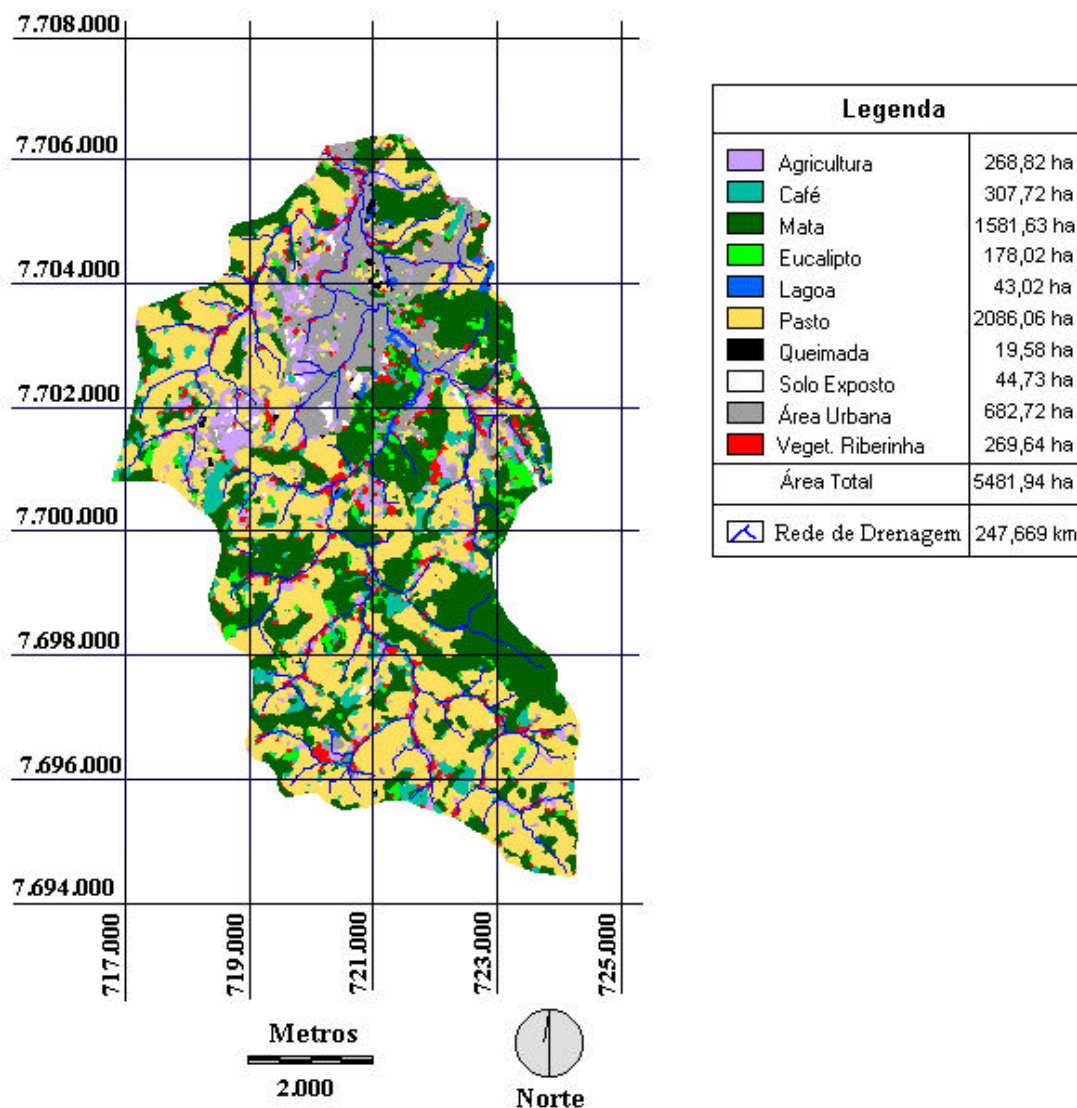 7.708.000
7.706.000
7.704.000
7.702.000
7.700.000
7.698.000
7.696.000
7.694.000
717.000
719.000
721.000
723.000
725.000
Metros
2.000
Norte
Legenda
Agricultura 268,82 ha
Café 307,72 ha
Mata 1581,63 ha
Eucalipto 178,02 ha
Lagoa 43,02 ha
Pasto 2086,06 ha
Queimada 19,58 ha
Solo Exposto 44,73 ha
Área Urbana 682,72 ha
Veget. Riberinha 269,64 ha
Área Total 5481,94 ha
Rede de Drenagem 247,669 km